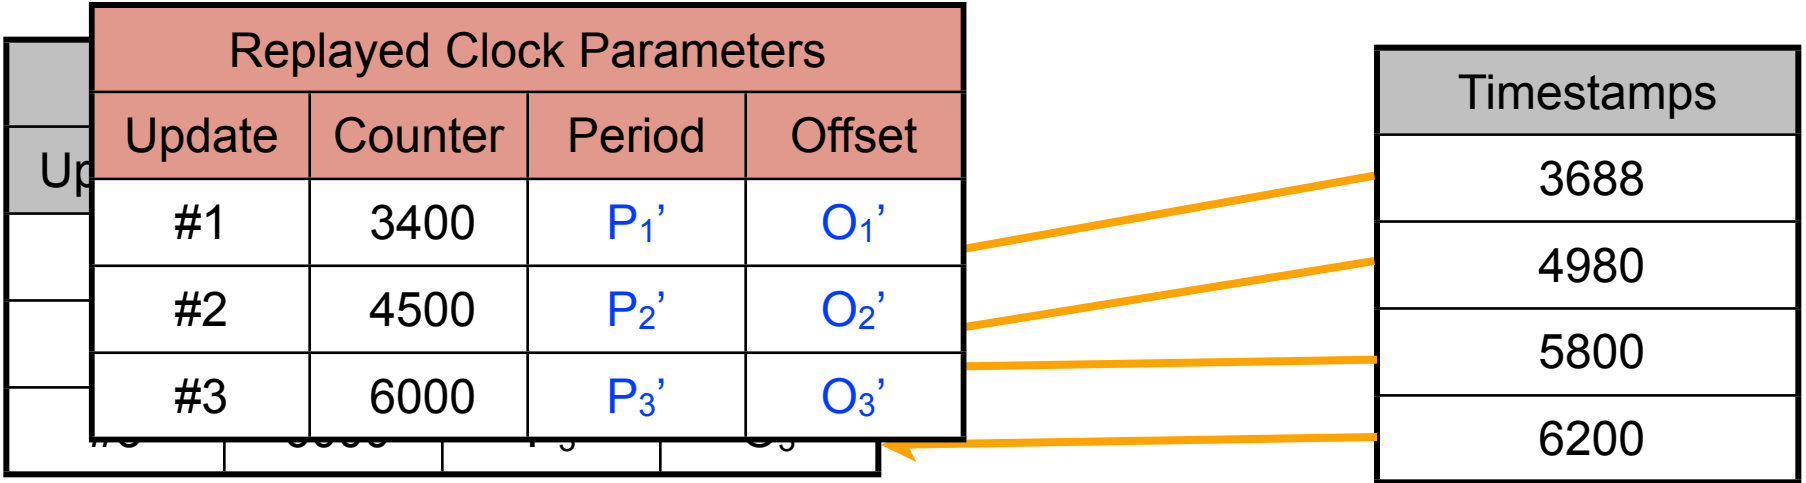 Replayed Clock Parameters
Update Counter Period Offset
#1 3400 P₁’ O₁’
#2 4500 P₂’ O₂’
#3 6000 P₃’ O₃’
Up
Timestamps
3688
4980
5800
6200